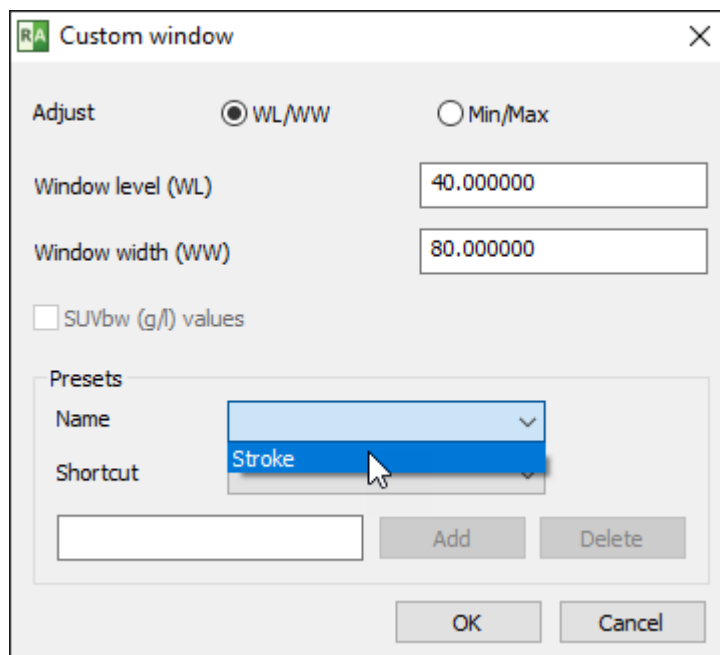 RA Custom window
Adjust WL/WW Min/Max
Window level (WL) 40.000000
Window width (WW) 80.000000
SUVbw (g/l) values
Presets
Name
Stroke
Shortcut
Add Delete
OK Cancel